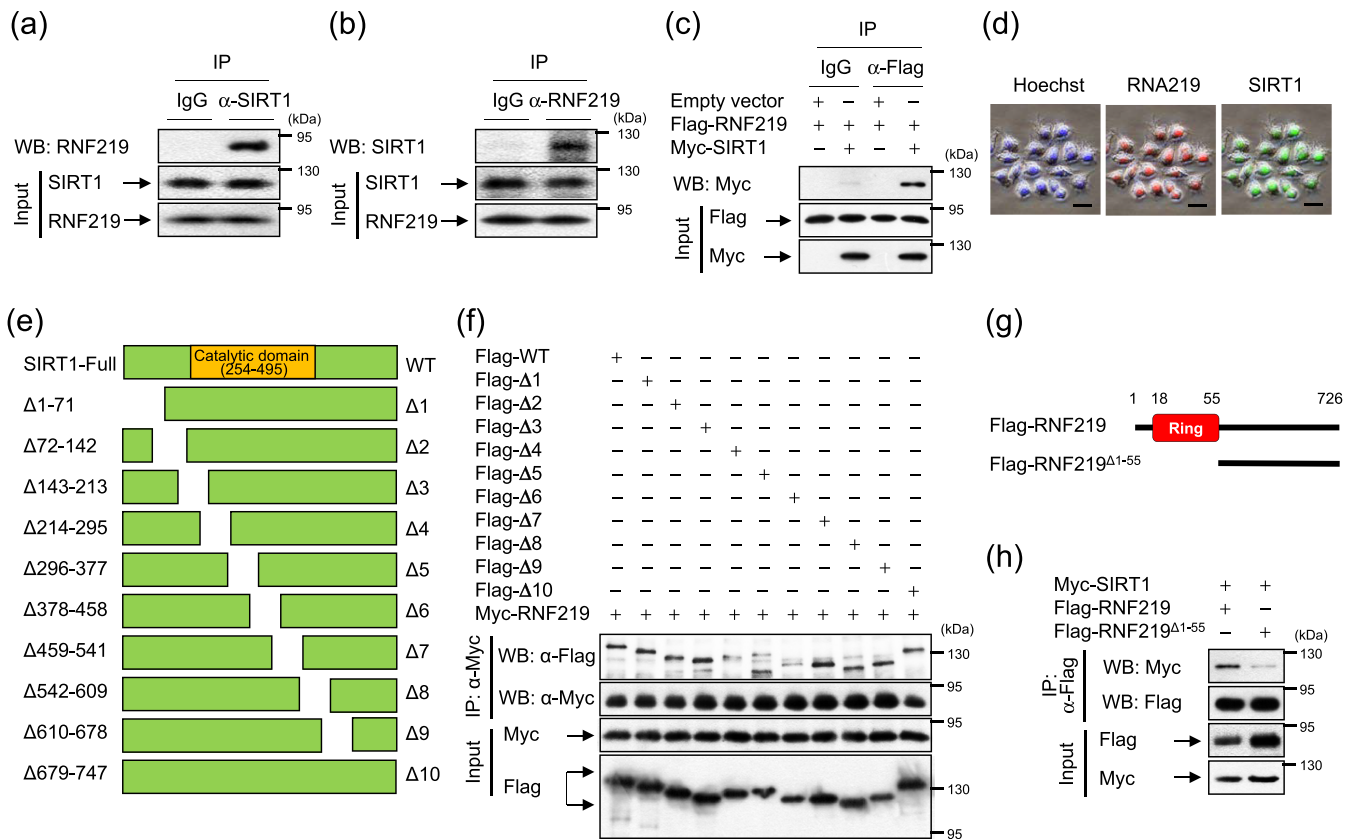 (a)
IP
IgG α-SIRT1
(kDa)
WB: RNF219
95
Input
SIRT1
130
RNF219
95
(b)
IP
IgG α-RNF219
(kDa)
WB: SIRT1
130
Input
SIRT1
130
RNF219
95
(c)
IP
IgG α-Flag
Empty vector + – + –
Flag-RNF219 + + + +
Myc-SIRT1 – + – +
(kDa)
WB: Myc
130
Input
Flag
95
Myc
130
(d)
Hoechst RNA219 SIRT1
(e)
SIRT1-Full Catalytic domain (254-495) WT
Δ1-71 Δ1
Δ72-142 Δ2
Δ143-213 Δ3
Δ214-295 Δ4
Δ296-377 Δ5
Δ378-458 Δ6
Δ459-541 Δ7
Δ542-609 Δ8
Δ610-678 Δ9
Δ679-747 Δ10
(f)
Flag-WT + – – – – – – – – – –
Flag-Δ1 – + – – – – – – – – –
Flag-Δ2 – – + – – – – – – – –
Flag-Δ3 – – – + – – – – – – –
Flag-Δ4 – – – – + – – – – – –
Flag-Δ5 – – – – – + – – – – –
Flag-Δ6 – – – – – – + – – – –
Flag-Δ7 – – – – – – – + – – –
Flag-Δ8 – – – – – – – – + – –
Flag-Δ9 – – – – – – – – – + –
Flag-Δ10 – – – – – – – – – – +
Myc-RNF219 + + + + + + + + + + +
(kDa)
IP: α-Myc
WB: α-Flag
130
WB: α-Myc
95
Input
Myc
95
Flag
130
95
(g)
1 18 55 726
Flag-RNF219 Ring
Flag-RNF219Δ1-55
(h)
Myc-SIRT1 + +
Flag-RNF219 + –
Flag-RNF219Δ1-55 – +
(kDa)
IP: α-Flag
WB: Myc
130
WB: Flag
95
Input
Flag
95
Myc
130